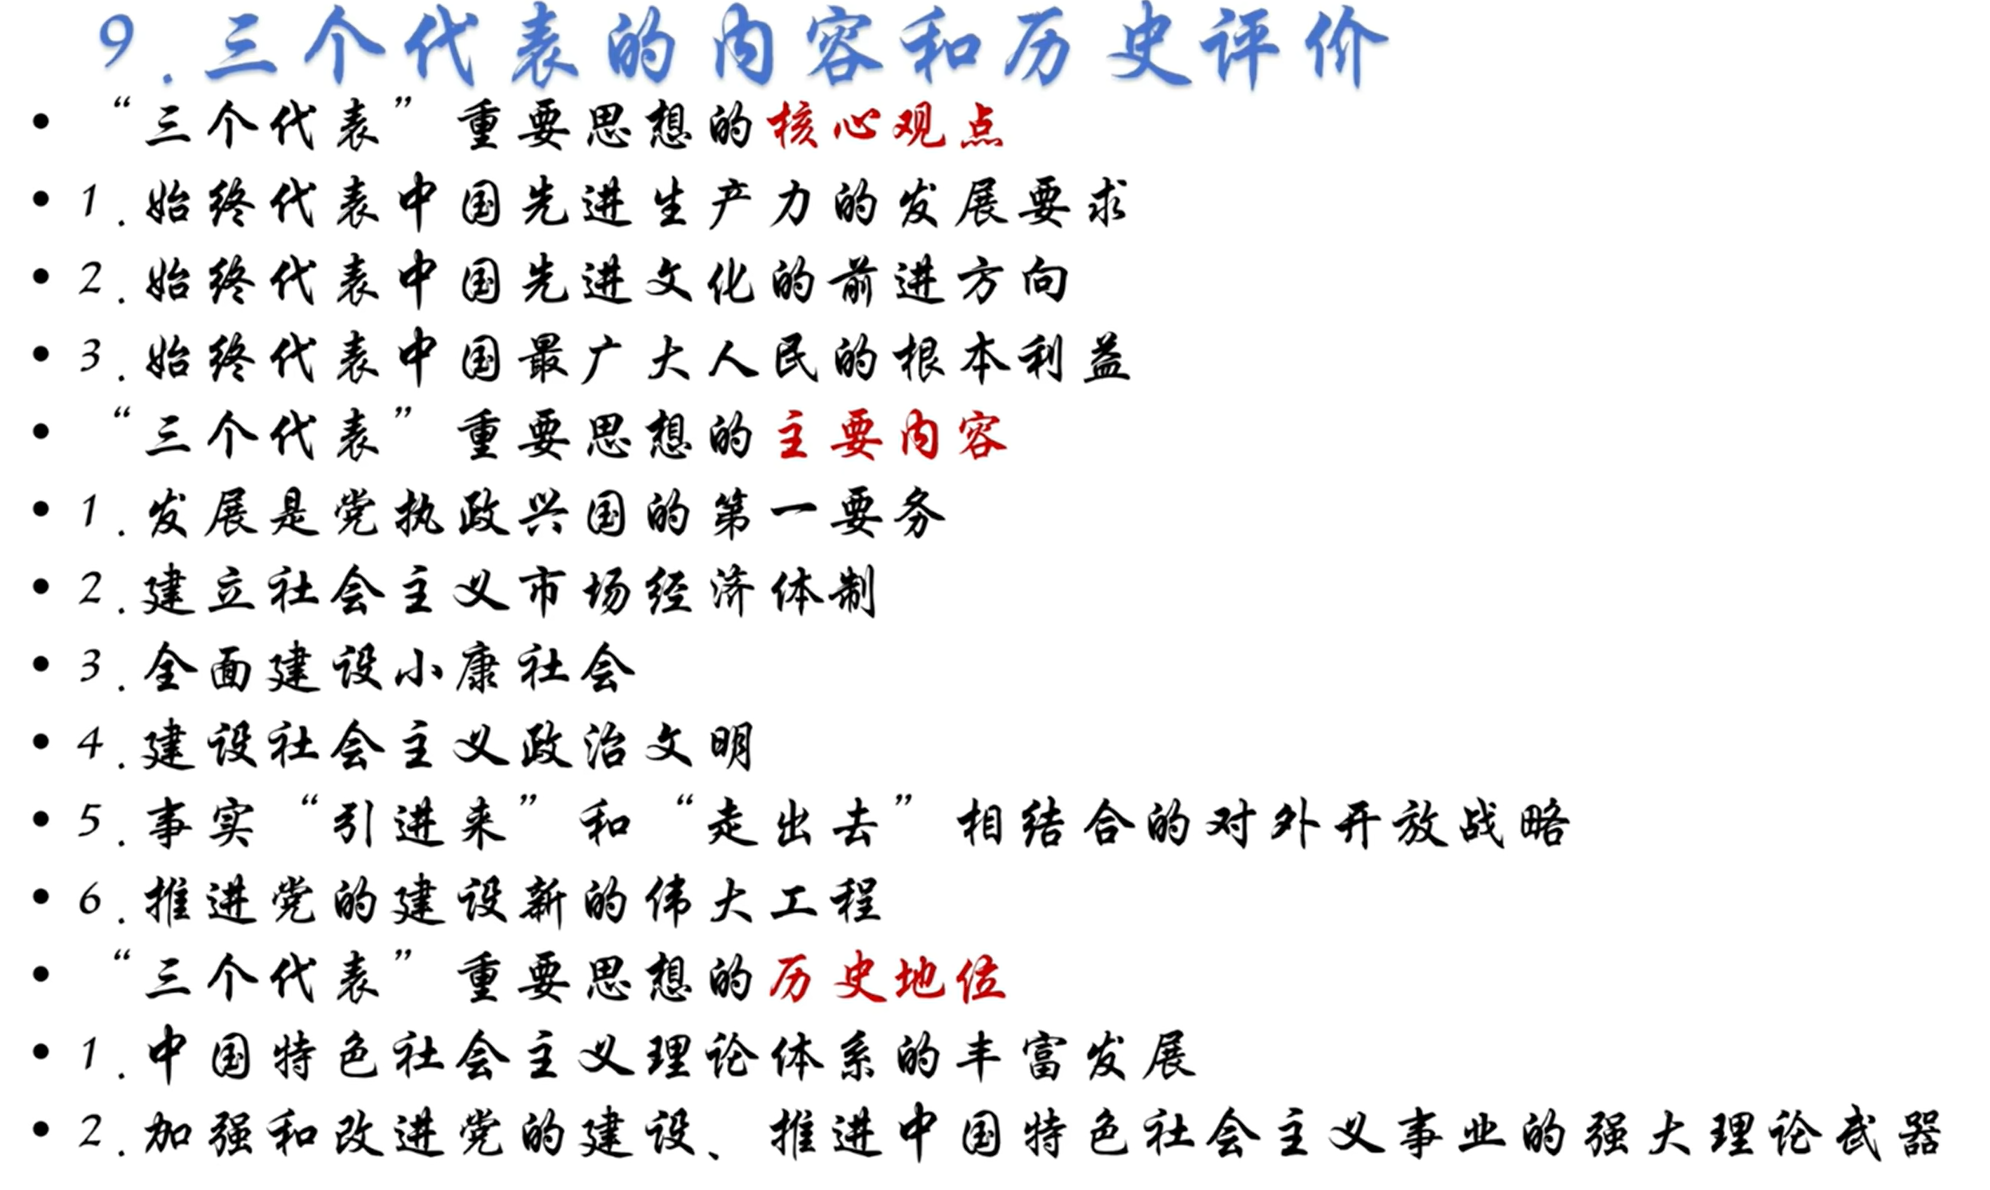 9.三个代表的内容和历史评价
• “三个代表”重要思想的核心观点
• 1.始终代表中国先进生产力的发展要求
• 2.始终代表中国先进文化的前进方向
• 3.始终代表中国最广大人民的根本利益
• “三个代表”重要思想的主要内容
• 1.发展是党执政兴国的第一要务
• 2.建立社会主义市场经济体制
• 3.全面建设小康社会
• 4.建设社会主义政治文明
• 5.事实“引进来”和“走出去”相结合的对外开放战略
• 6.推进党的建设新的伟大工程
• “三个代表”重要思想的历史地位
• 1.中国特色社会主义理论体系的丰富发展
• 2.加强和改进党的建设、推进中国特色社会主义事业的强大理论武器